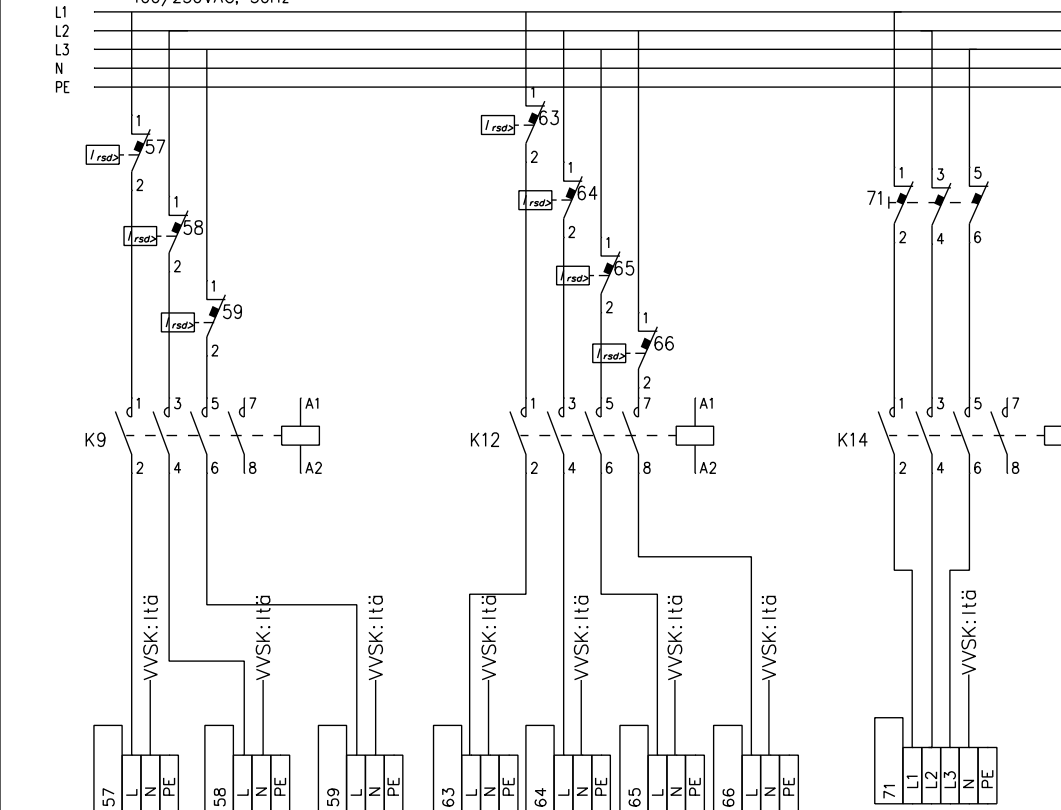 400/230VAC, 50Hz
L1
L2
L3
N
PE
1
I rsd>
57
2
1
I rsd>
58
2
1
I rsd>
59
2
1
I rsd>
63
2
1
I rsd>
64
2
1
I rsd>
65
2
1
I rsd>
66
2
1 3 5
71
2 4 6
1 3 5 7 A1
K9
2 4 6 8 A2
1 3 5 7 A1
K12
2 4 6 8 A2
1 3 5 7
K14
2 4 6 8
VVSK:Itä
VVSK:Itä
VVSK:Itä
VVSK:Itä
VVSK:Itä
VVSK:Itä
VVSK:Itä
VVSK:Itä
57 L N PE
58 L N PE
59 L N PE
63 L N PE
64 L N PE
65 L N PE
66 L N PE
71 L1 L2 L3 N PE